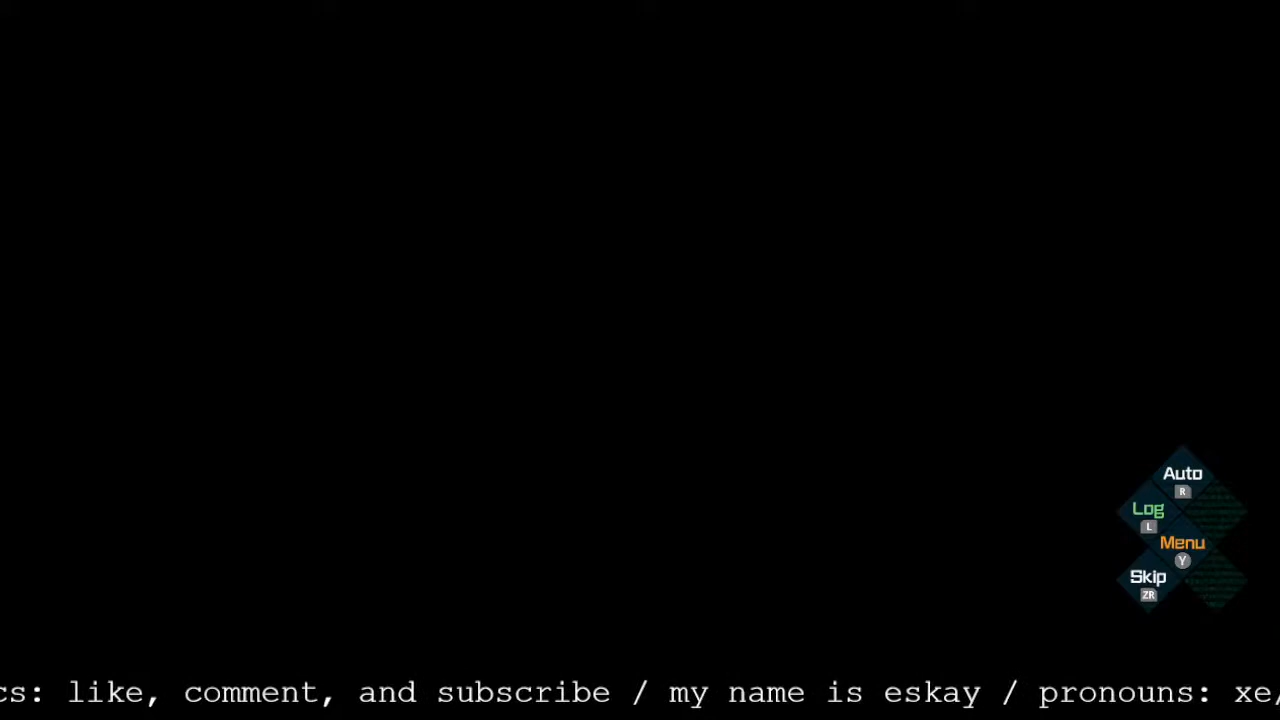 Auto
R
Log
L
Menu
Y
Skip
ZR
cs: like, comment, and subscribe / my name is eskay / pronouns: xe/